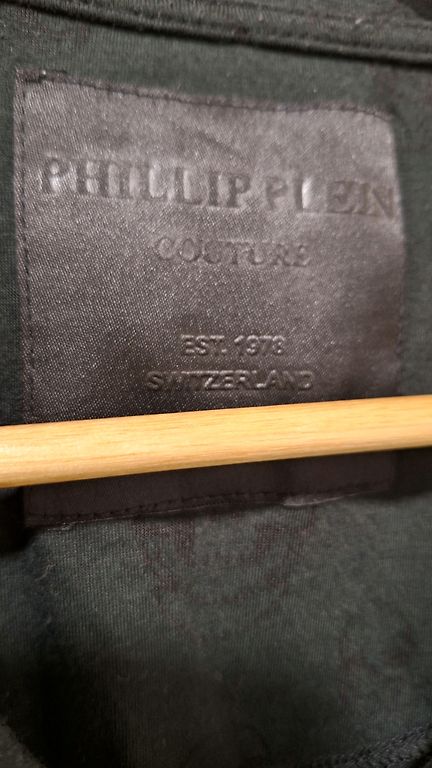 PHILLIP PLEIN
COUTURE
EST. 1978
SWITZERLAND